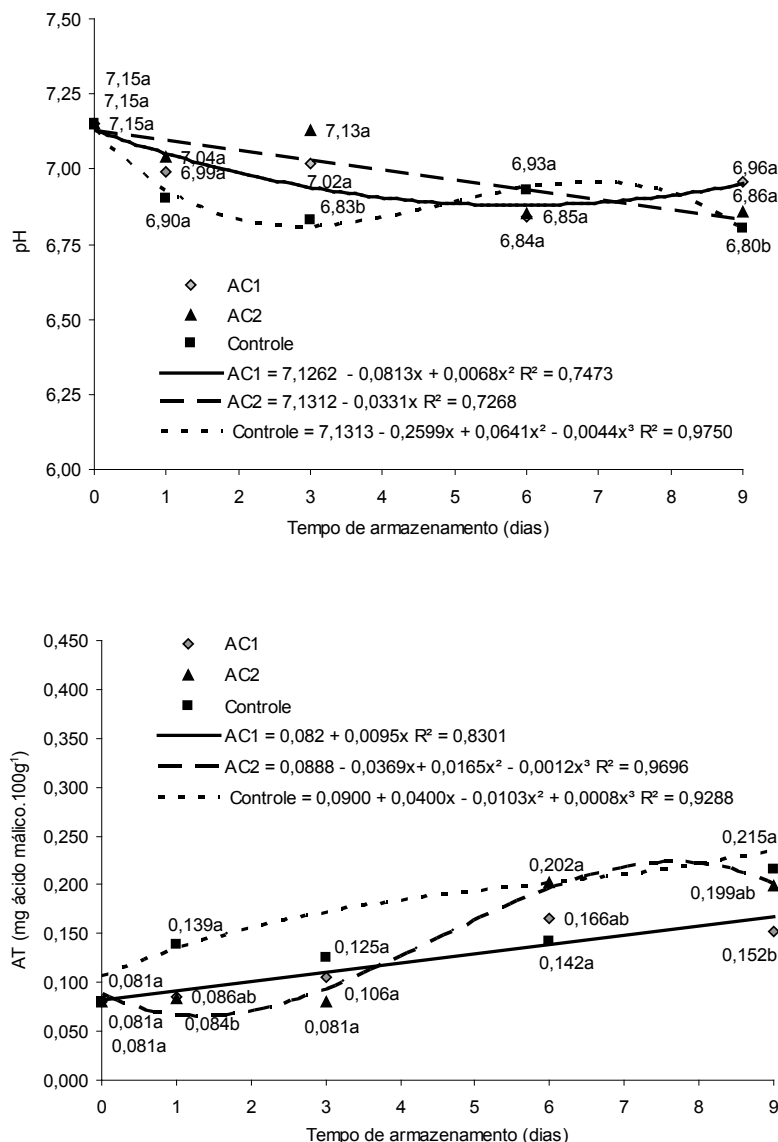 7,50
7,15a
7,15a
7,25
7,15a
7,13a
7,04a
6,93a
6,96a
7,00
6,99a
7,02a
6,86a
6,83b
6,85a
6,90a
6,84a
6,80b
6,75
pH
AC1
6,50
AC2
Controle
AC1 = 7,1262 - 0,0813x + 0,0068x² R² = 0,7473
6,25
AC2 = 7,1312 - 0,0331x R² = 0,7268
Controle = 7,1313 - 0,2599x + 0,0641x² - 0,0044x³ R² = 0,9750
6,00
0 1 2 3 4 5 6 7 8 9
Tempo de armazenamento (dias)
0,450
AC1
0,400
AC2
Controle
0,350
AC1 = 0,082 + 0,0095x R² = 0,8301
AC2 = 0,0888 - 0,0369x+ 0,0165x² - 0,0012x³ R² = 0,9696
0,300
Controle = 0,0900 + 0,0400x - 0,0103x² + 0,0008x³ R² = 0,9288
0,250
0,215a
0,202a
0,200
0,199ab
0,139a
0,166ab
0,150
0,125a
0,142a
0,152b
0,100
0,081a
0,086ab
0,106a
0,081a
0,084b
0,050
0,081a
0,081a
0,000
AT (mg ácido málico.100g⁻¹)
0 1 2 3 4 5 6 7 8 9
Tempo de armazenamento (dias)